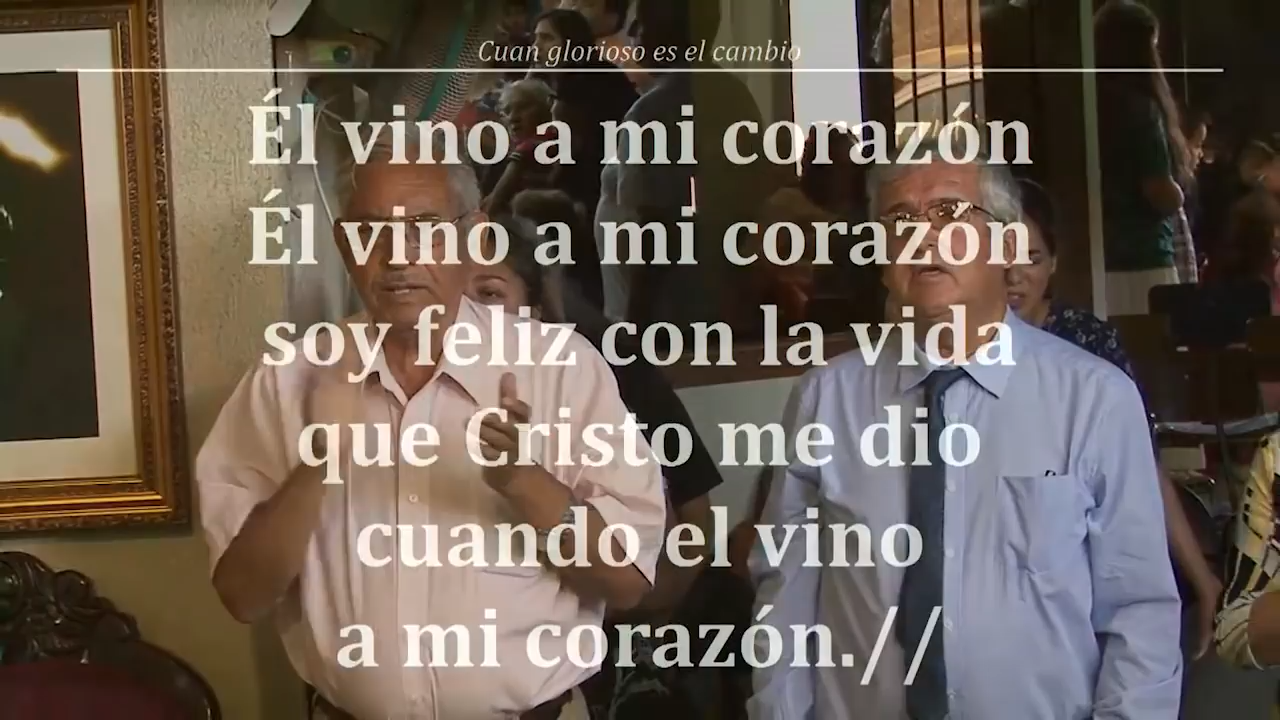 Cuan glorioso es el cambio
Él vino a mi corazón
Él vino a mi corazón
soy feliz con la vida
que Cristo me dio
cuando el vino
a mi corazón.//